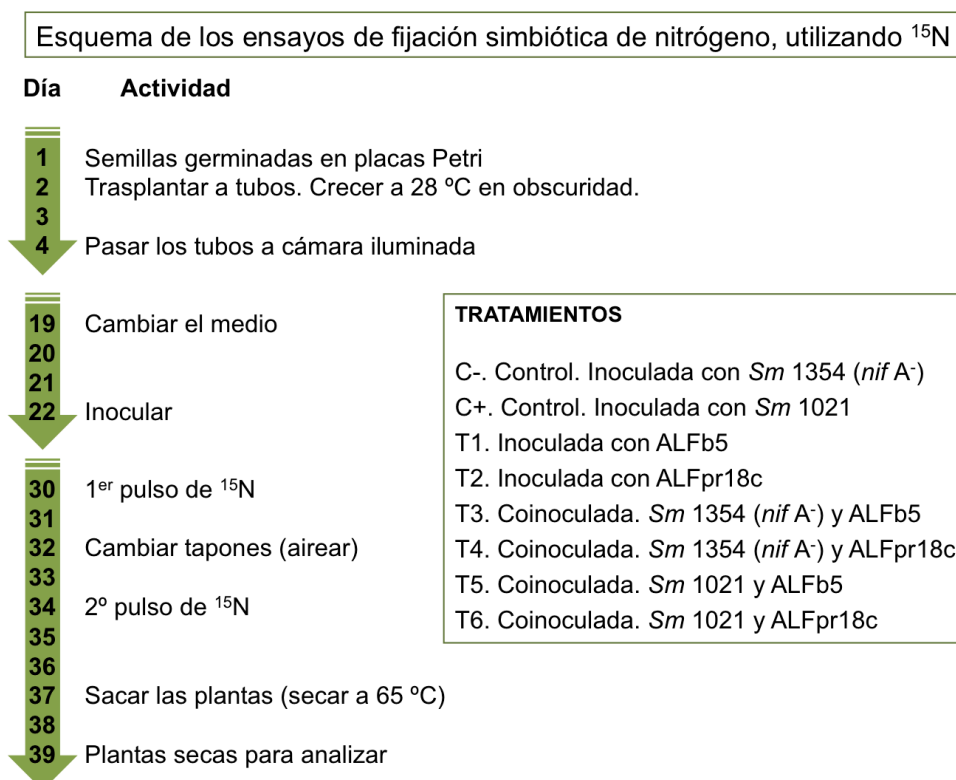 Esquema de los ensayos de fijación simbiótica de nitrógeno, utilizando ¹⁵N
Día Actividad
1 Semillas germinadas en placas Petri
2 Trasplantar a tubos. Crecer a 28 ºC en obscuridad.
3
4 Pasar los tubos a cámara iluminada
19 Cambiar el medio
20
21
22 Inocular
30 1ᵉʳ pulso de ¹⁵N
31
32 Cambiar tapones (airear)
33
34 2º pulso de ¹⁵N
35
36
37 Sacar las plantas (secar a 65 ºC)
38
39 Plantas secas para analizar
TRATAMIENTOS
C-. Control. Inoculada con Sm 1354 (nif A⁻)
C+. Control. Inoculada con Sm 1021
T1. Inoculada con ALFb5
T2. Inoculada con ALFpr18c
T3. Coinoculada. Sm 1354 (nif A⁻) y ALFb5
T4. Coinoculada. Sm 1354 (nif A⁻) y ALFpr18c
T5. Coinoculada. Sm 1021 y ALFb5
T6. Coinoculada. Sm 1021 y ALFpr18c